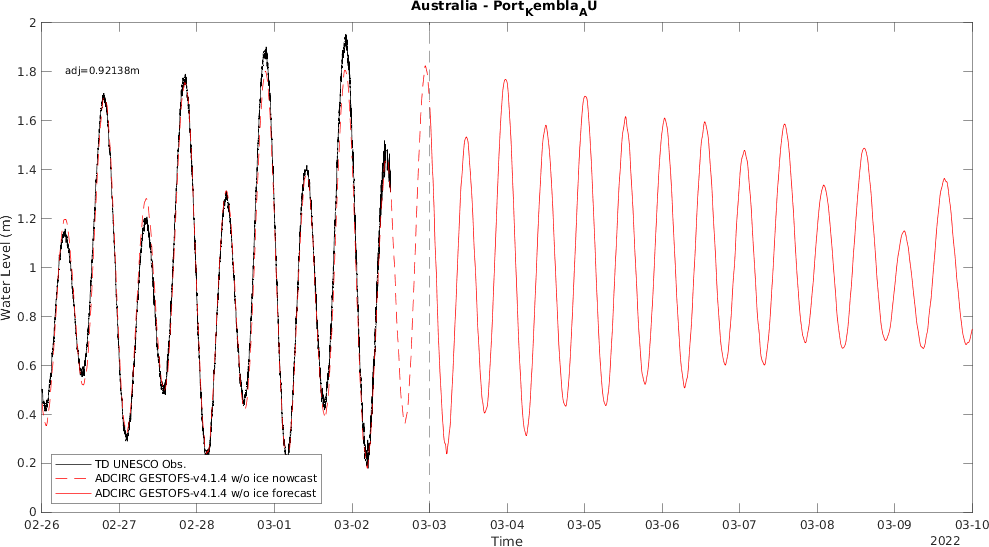 Australia - Port_Kembla_AU
adj=0.92138m
2
1.8
1.6
1.4
1.2
1
0.8
0.6
0.4
0.2
0
Water Level (m)
TD UNESCO Obs.
ADCIRC GESTOFS-v4.1.4 w/o ice nowcast
ADCIRC GESTOFS-v4.1.4 w/o ice forecast
02-26 02-27 02-28 03-01 03-02 03-03 03-04 03-05 03-06 03-07 03-08 03-09 03-10
Time
2022